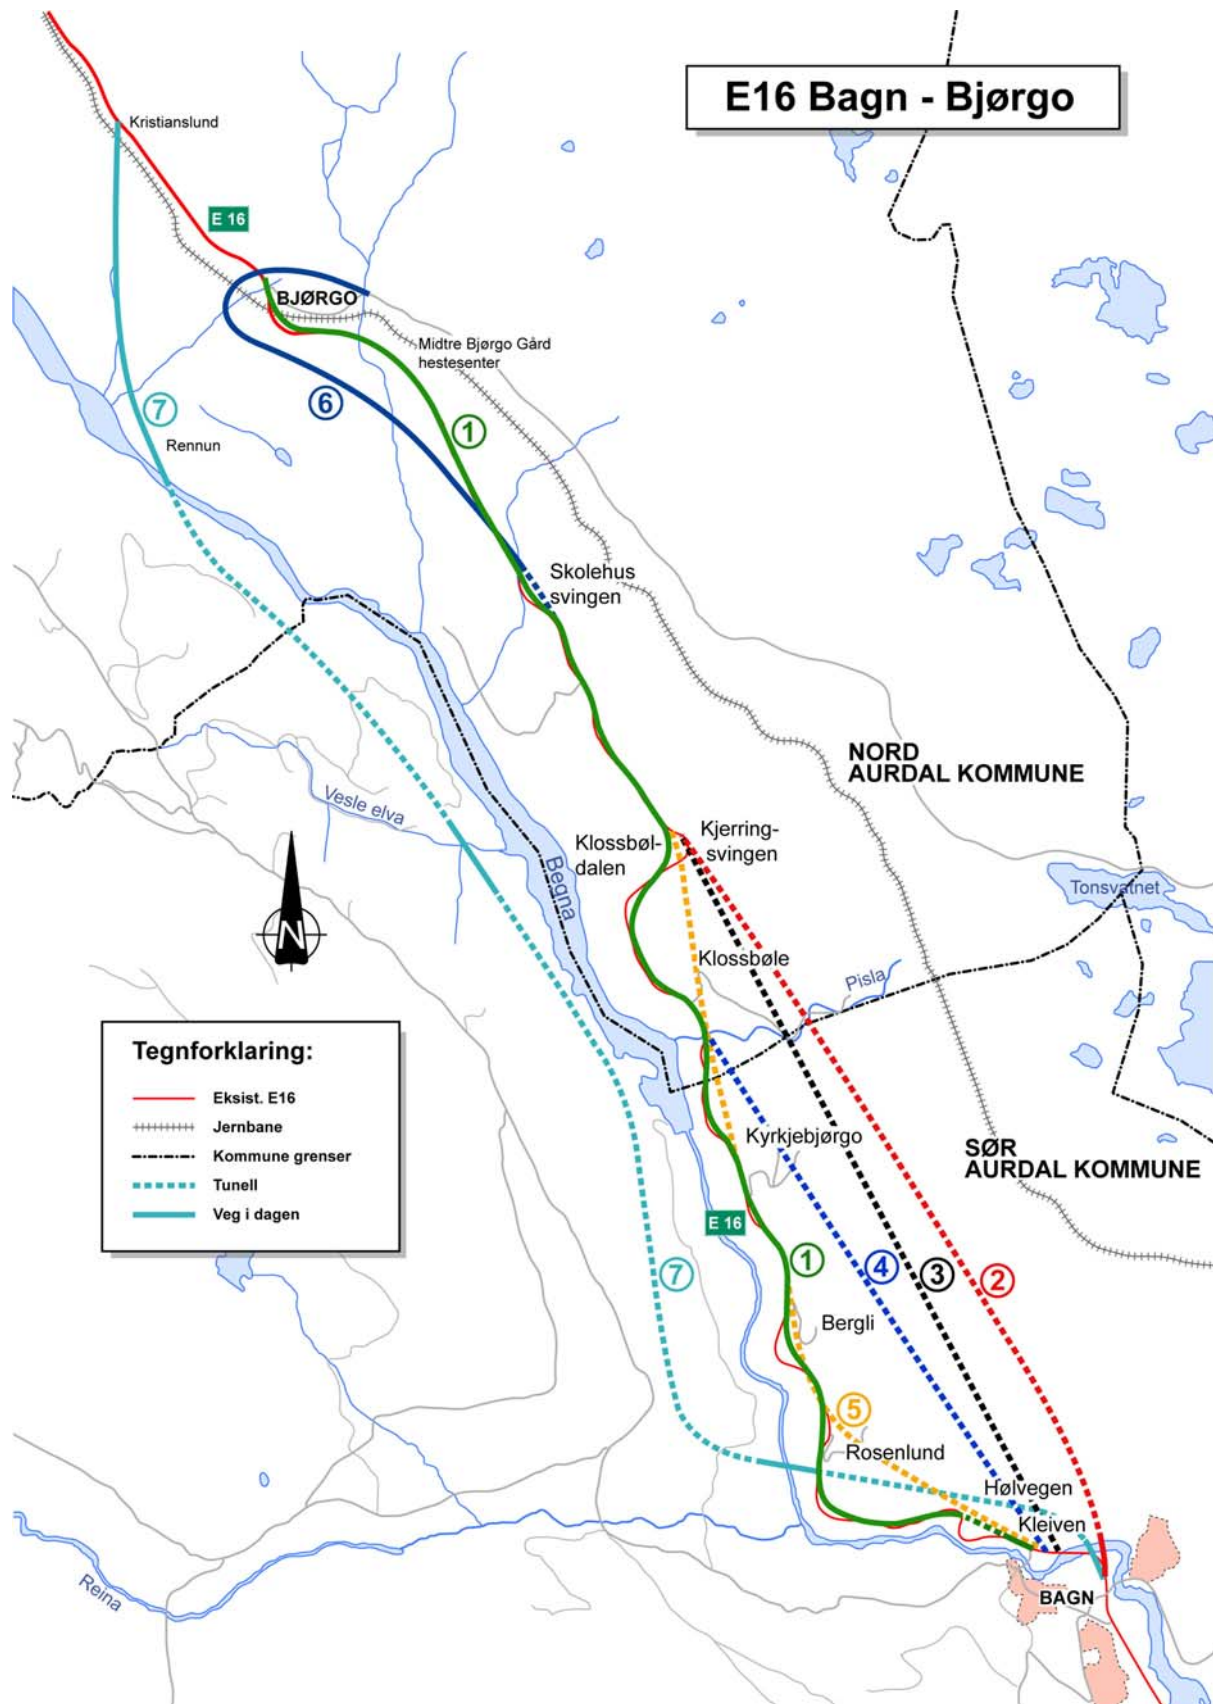 E16 Bagn - Bjørgo
Kristianslund
E 16
BJØRGO
Midtre Bjørgo Gård
hestesenter
6
7
1
Rennun
Skolehus
svingen
NORD
AURDAL KOMMUNE
Vesle elva
Klossbøl-
dalen
Kjerring-
svingen
Begna
Tonsvatnet
N
Klossbøle
Pisla
Tegnforklaring:
Eksist. E16
Jernbane
Kommune grenser
Tunell
Veg i dagen
Kyrkjebjørgo
SØR
AURDAL KOMMUNE
E 16
7
1
4
3
2
Bergli
5
Rosenlund
Hølvegen
Kleiven
Reina
BAGN